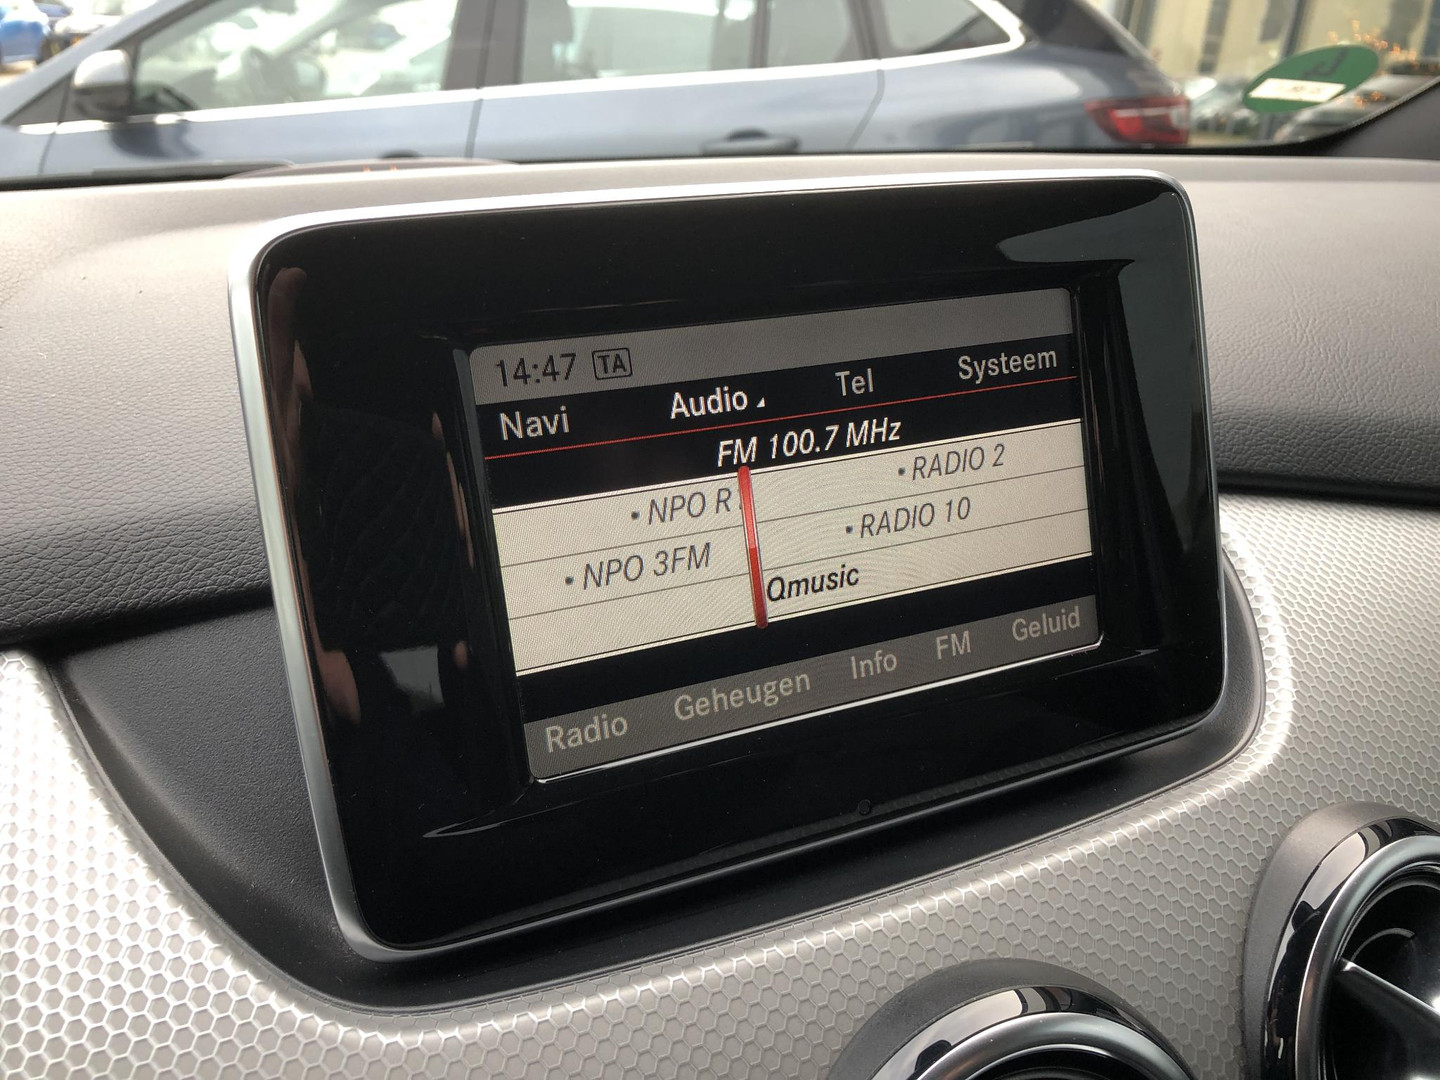 14:47 TA
Navi Audio Tel Systeem
FM 100.7 MHz
• NPO R • RADIO 2
• NPO 3FM • RADIO 10
Qmusic
Radio Geheugen Info FM Geluid